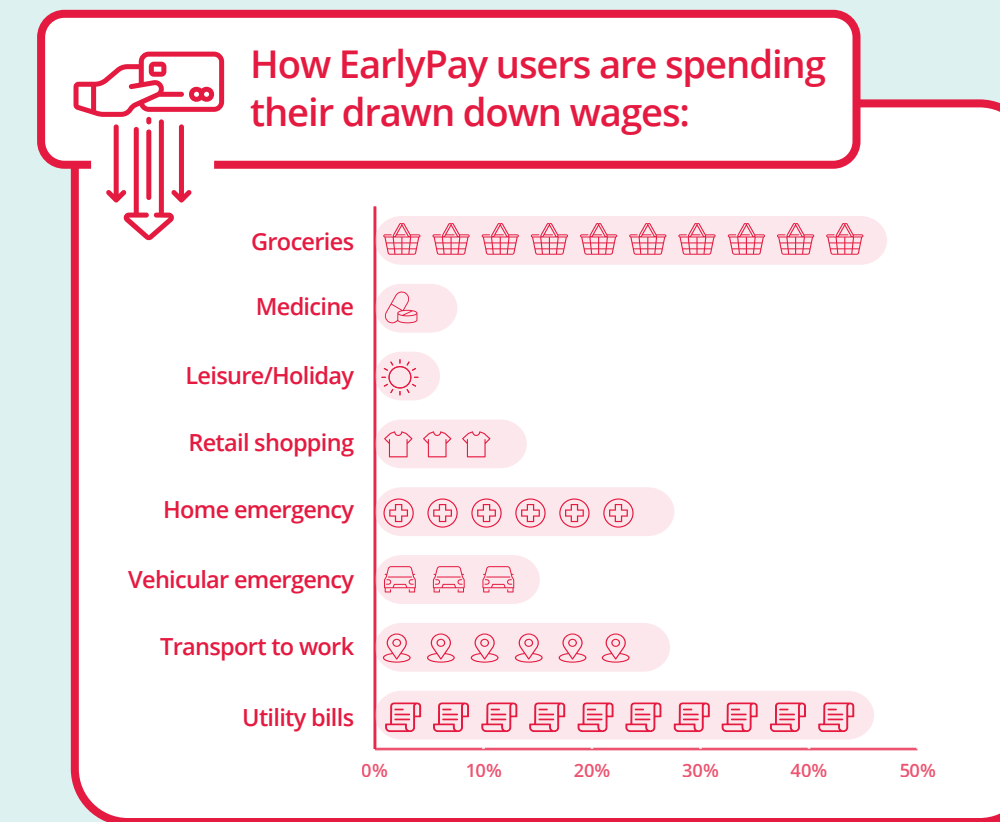 How EarlyPay users are spending
their drawn down wages:
Groceries
Medicine
Leisure/Holiday
Retail shopping
Home emergency
Vehicular emergency
Transport to work
Utility bills
0% 10% 20% 30% 40% 50%